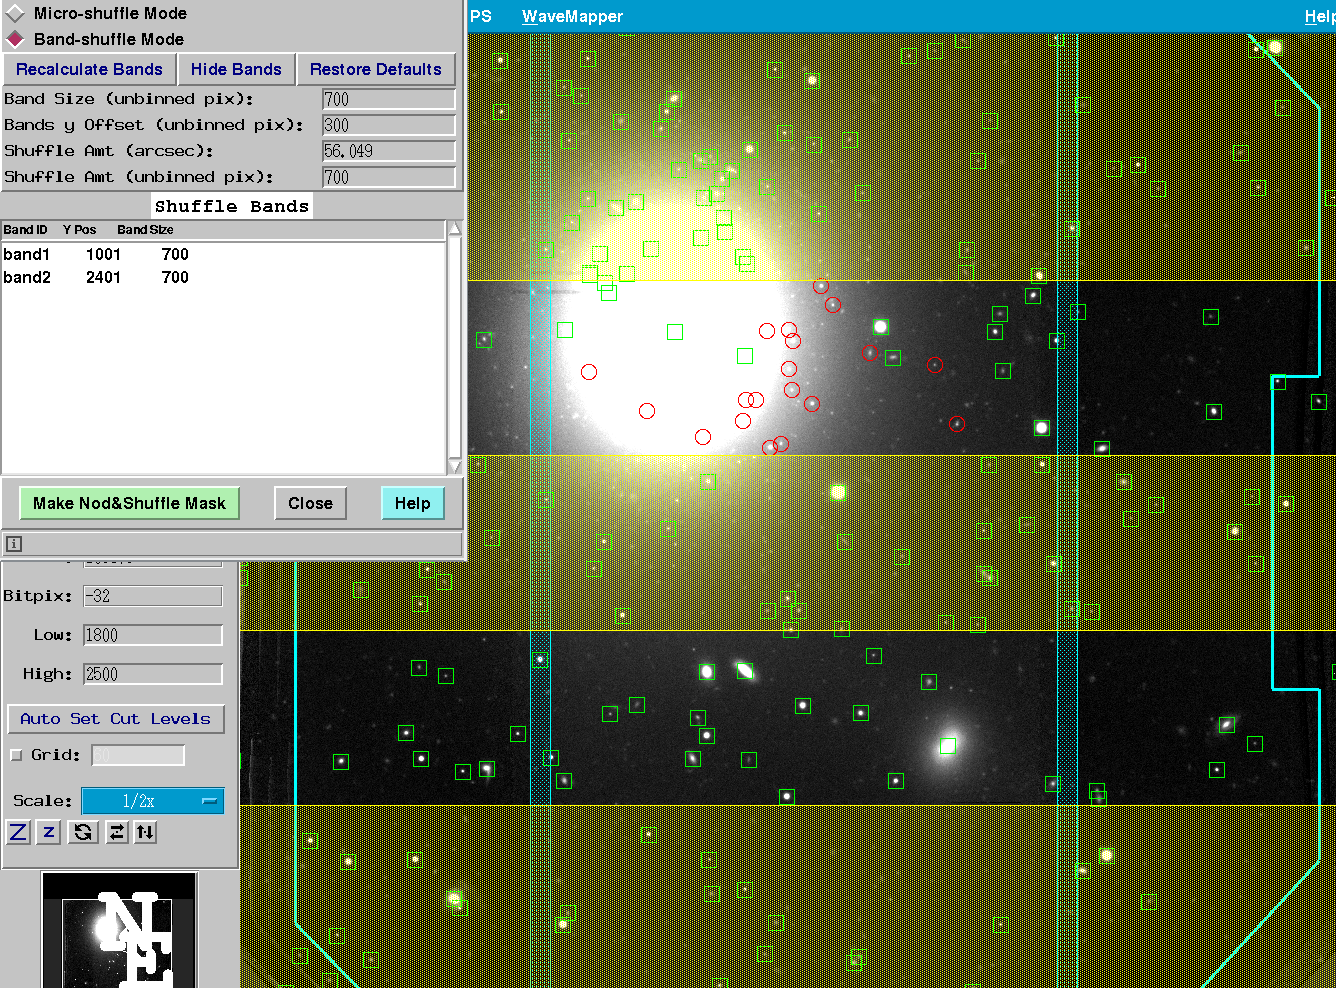 Micro-shuffle Mode
Band-shuffle Mode
PS WaveMapper Help
Recalculate Bands Hide Bands Restore Defaults
Band Size (unbinned pix): 700
Bands y Offset (unbinned pix): 300
Shuffle Amt (arcsec): 56.049
Shuffle Amt (unbinned pix): 700
Shuffle Bands
Band ID Y Pos Band Size
band1 1001 700
band2 2401 700
Make Nod&Shuffle Mask Close Help
i
Bitpix: -32
Low: 1800
High: 2500
Auto Set Cut Levels
Grid:
Scale: 1/2x
Z z
N
E